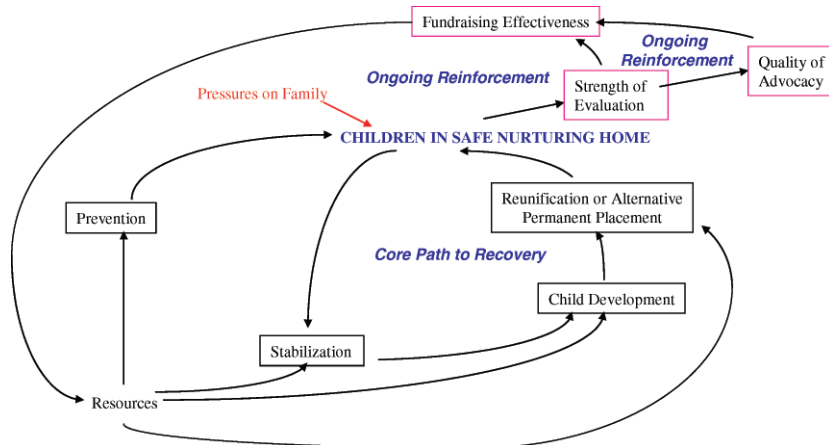 Fundraising Effectiveness
Ongoing
Reinforcement
Quality of
Advocacy
Ongoing Reinforcement
Strength of
Evaluation
Pressures on Family
CHILDREN IN SAFE NURTURING HOME
Prevention
Reunification or Alternative
Permanent Placement
Core Path to Recovery
Child Development
Stabilization
Resources